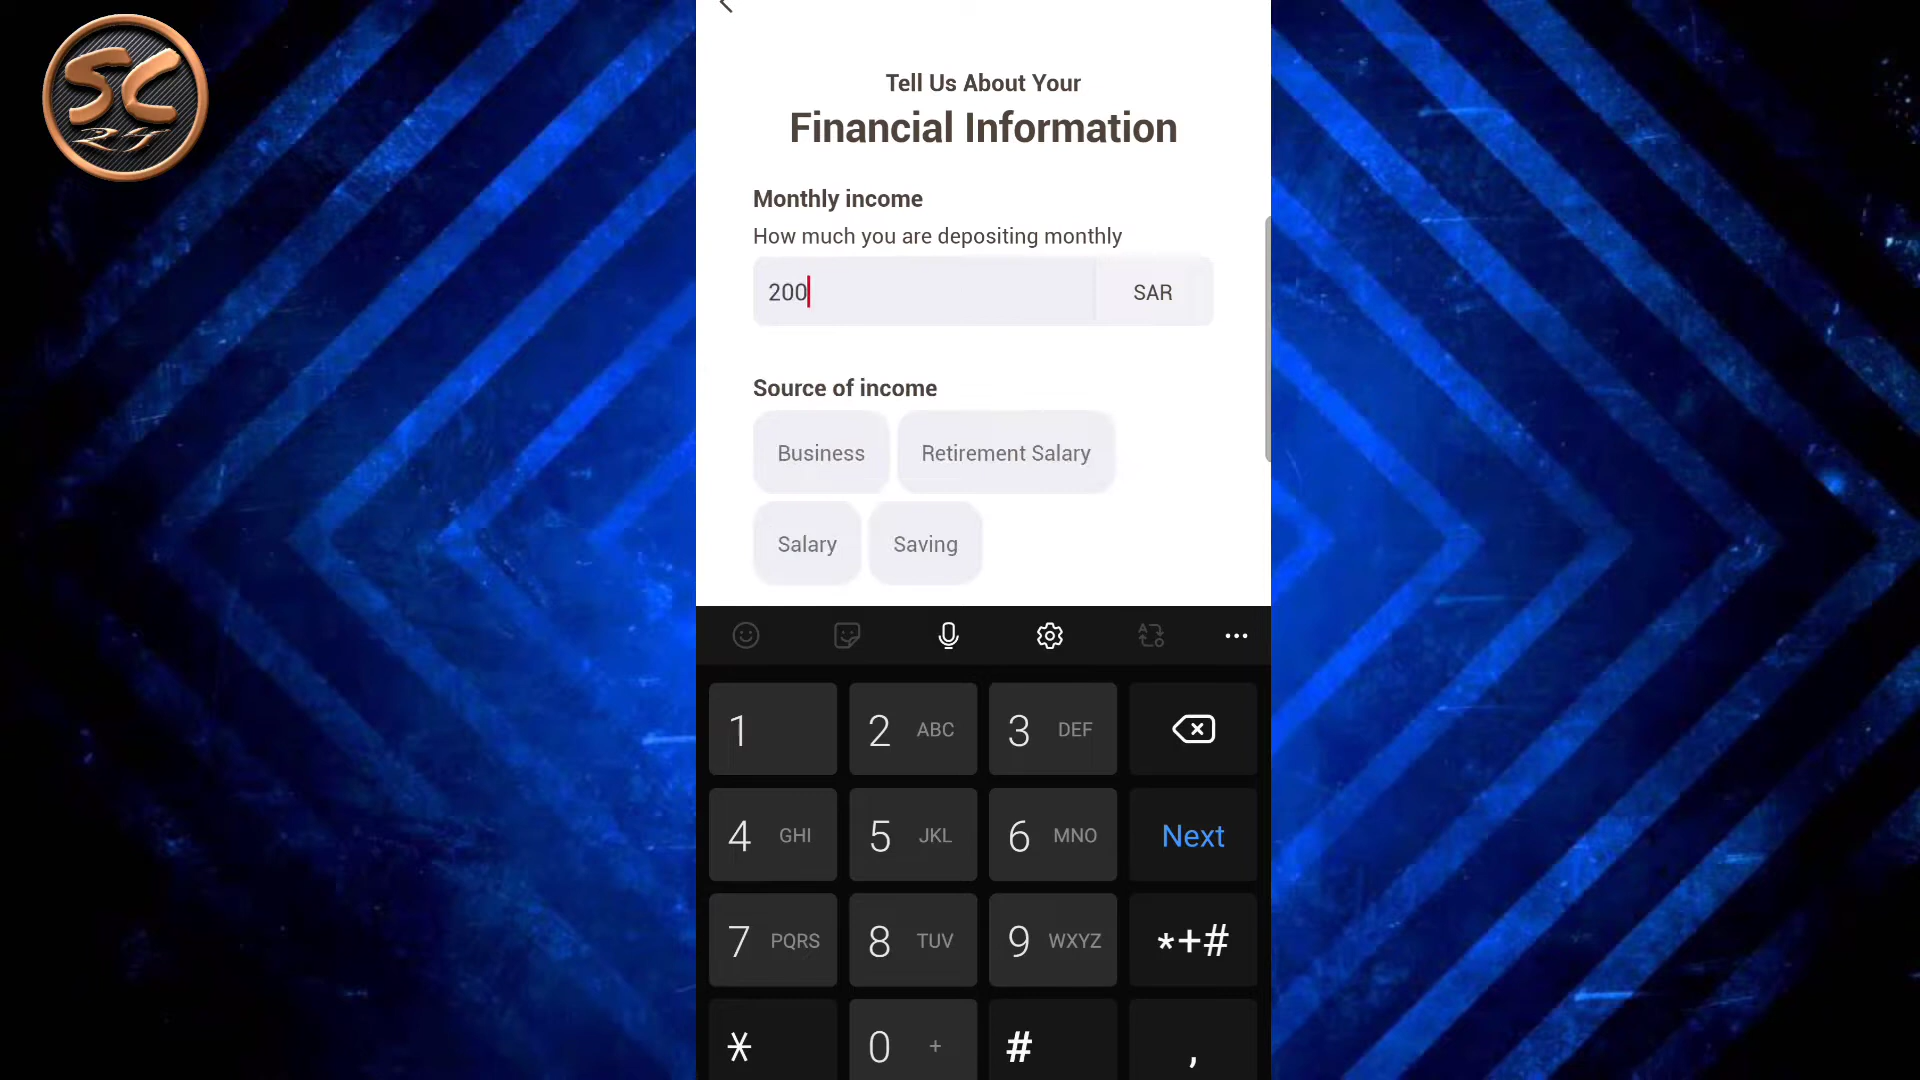 SC
24
Tell Us About Your
Financial Information
Monthly income
How much you are depositing monthly
200 SAR
Source of income
Business Retirement Salary
Salary Saving
1 2 ABC 3 DEF
4 GHI 5 JKL 6 MNO Next
7 PQRS 8 TUV 9 WXYZ *+#
* 0 + # ,